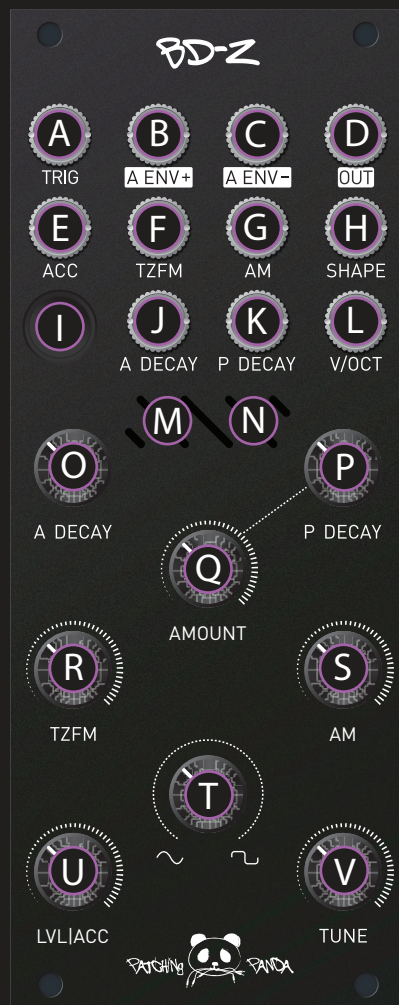 BD-Z
A B C D
TRIG A ENV+ A ENV- OUT
E F G H
ACC TZFM AM SHAPE
I J K L
A DECAY P DECAY V/OCT
M N
O P
A DECAY P DECAY
Q
AMOUNT
R S
TZFM AM
T
U V
LVL|ACC TUNE
PATCHING PANDA